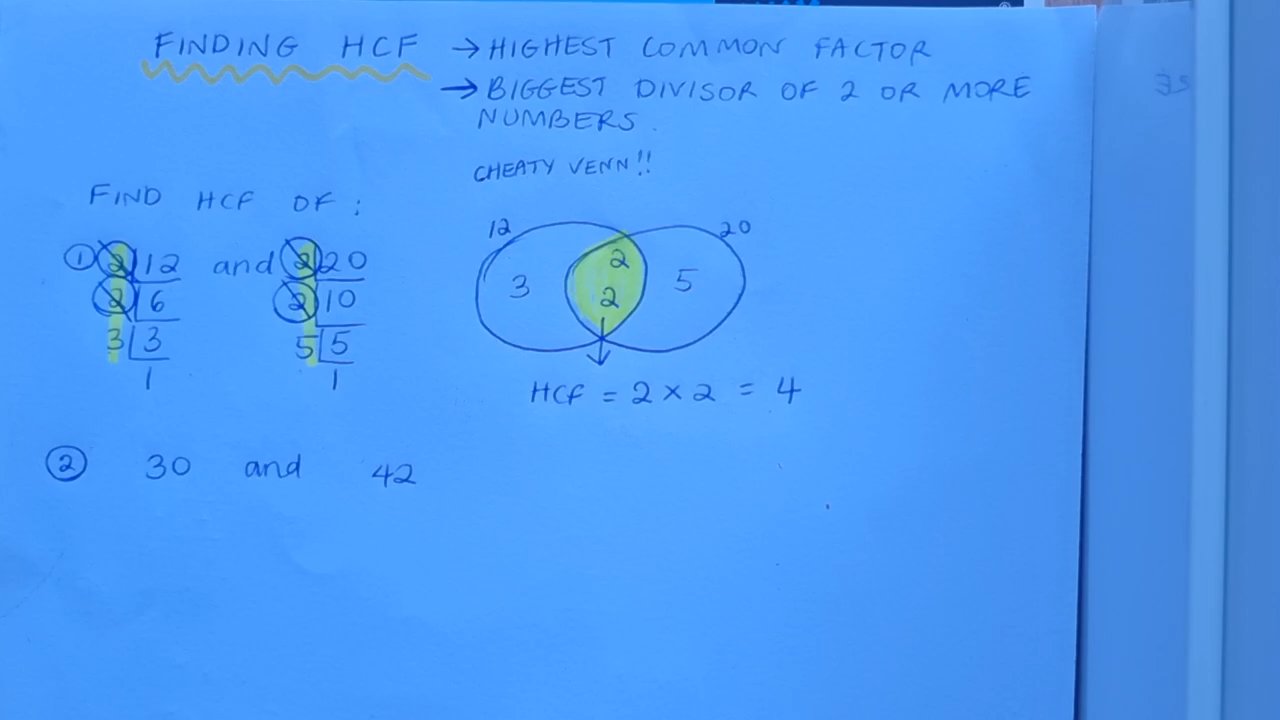 FINDING HCF → HIGHEST COMMON FACTOR
→ BIGGEST DIVISOR OF 2 OR MORE
NUMBERS.
CHEATY VENN!!
FIND HCF OF:
① 2 12 and 2 20
2 6 2 10
3 3 5 5
1 1
12 20
3 2 5
2
HCF = 2 × 2 = 4
② 30 and 42